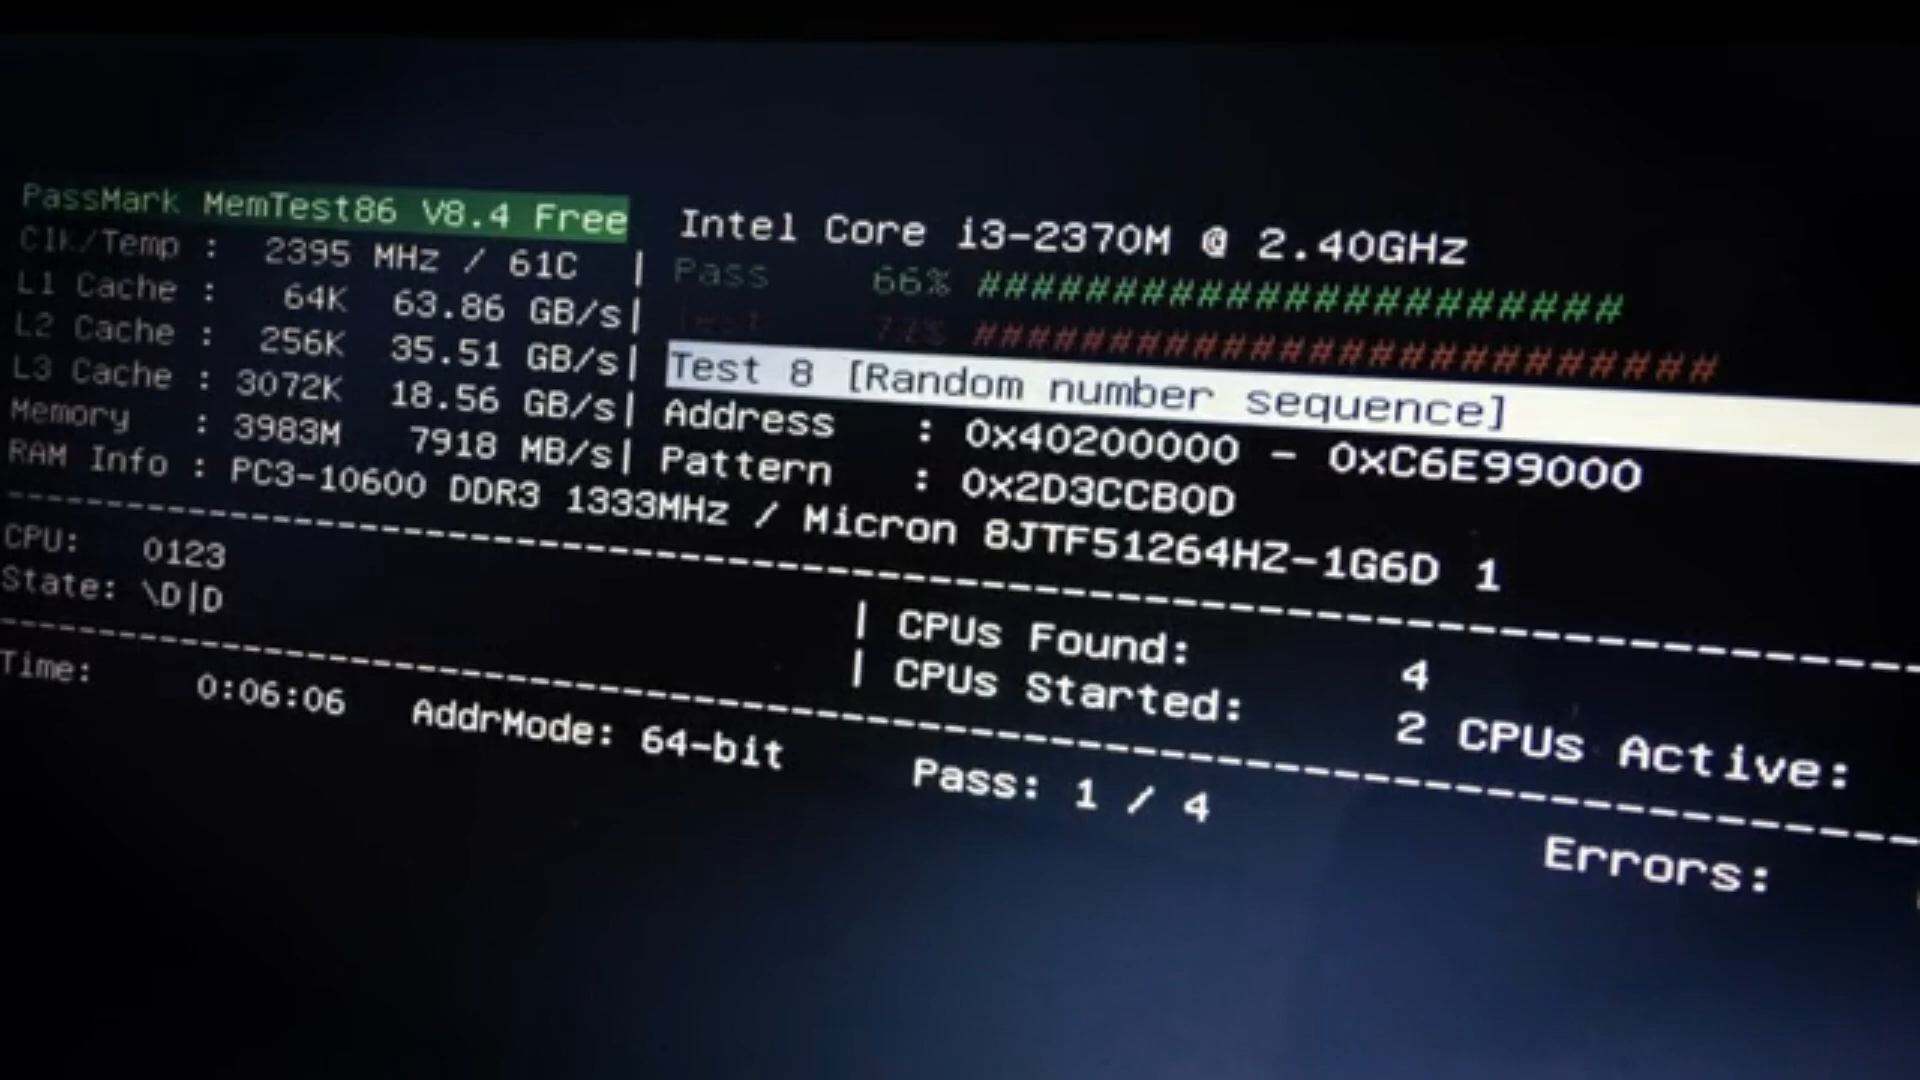 PassMark MemTest86 V8.4 Free Intel Core i3-2370M @ 2.40GHz
Clk/Temp : 2395 MHz / 61C | Pass 66% ########################
L1 Cache : 64K 63.86 GB/s| Test ############################
L2 Cache : 256K 35.51 GB/s| Test 8 [Random number sequence]
L3 Cache : 3072K 18.56 GB/s| Address : 0x40200000 - 0xC6E99000
Memory : 3983M 7918 MB/s| Pattern : 0x2D3CCB0D
RAM Info : PC3-10600 DDR3 1333MHz / Micron 8JTF51264HZ-1G6D 1
CPU: 0123 | CPUs Found: 4
State: \D|D | CPUs Started: 2 CPUs Active:
Time: 0:06:06 AddrMode: 64-bit Pass: 1 / 4 Errors: